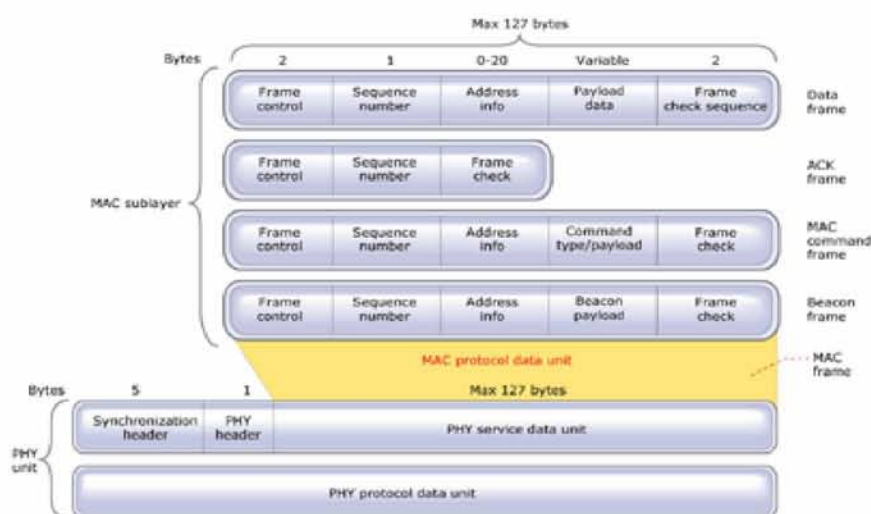 Max 127 bytes
Bytes 2 1 0-20 Variable 2
Frame control
Sequence number
Address info
Payload data
Frame check sequence
Data frame
Frame control
Sequence number
Frame check
ACK frame
MAC sublayer
Frame control
Sequence number
Address info
Command type/payload
Frame check
MAC command frame
Frame control
Sequence number
Address info
Beacon payload
Frame check
Beacon frame
MAC protocol data unit
MAC frame
Bytes 5 1 Max 127 bytes
Synchronization header
PHY header
PHY service data unit
PHY unit
PHY protocol data unit